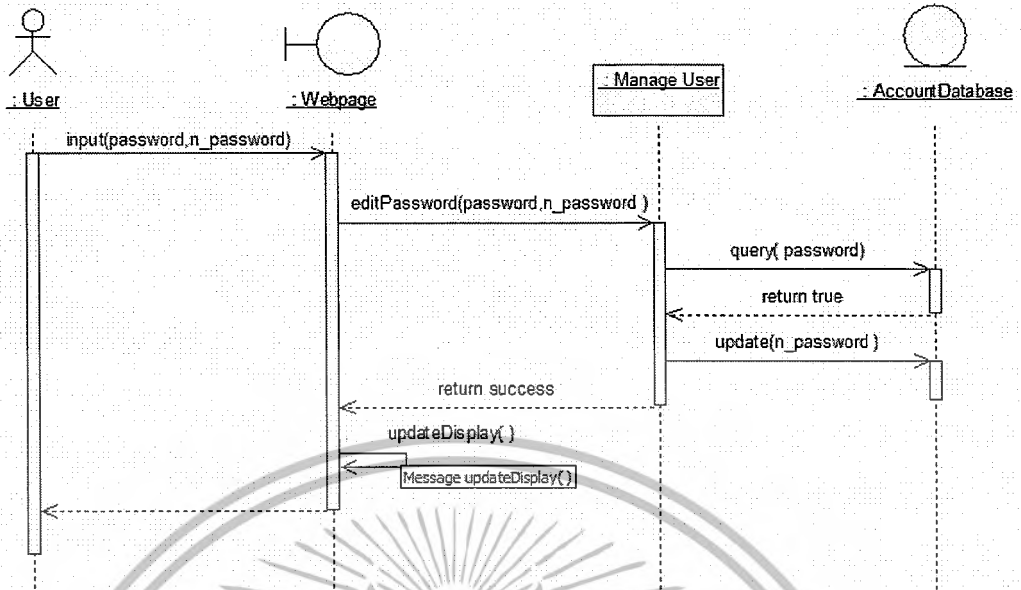 : User
: Webpage
: Manage User
: AccountDatabase
input(password,n_password)
editPassword(password,n_password )
query( password)
return true
update(n_password )
return success
updateDisplay( )
Message updateDisplay( )